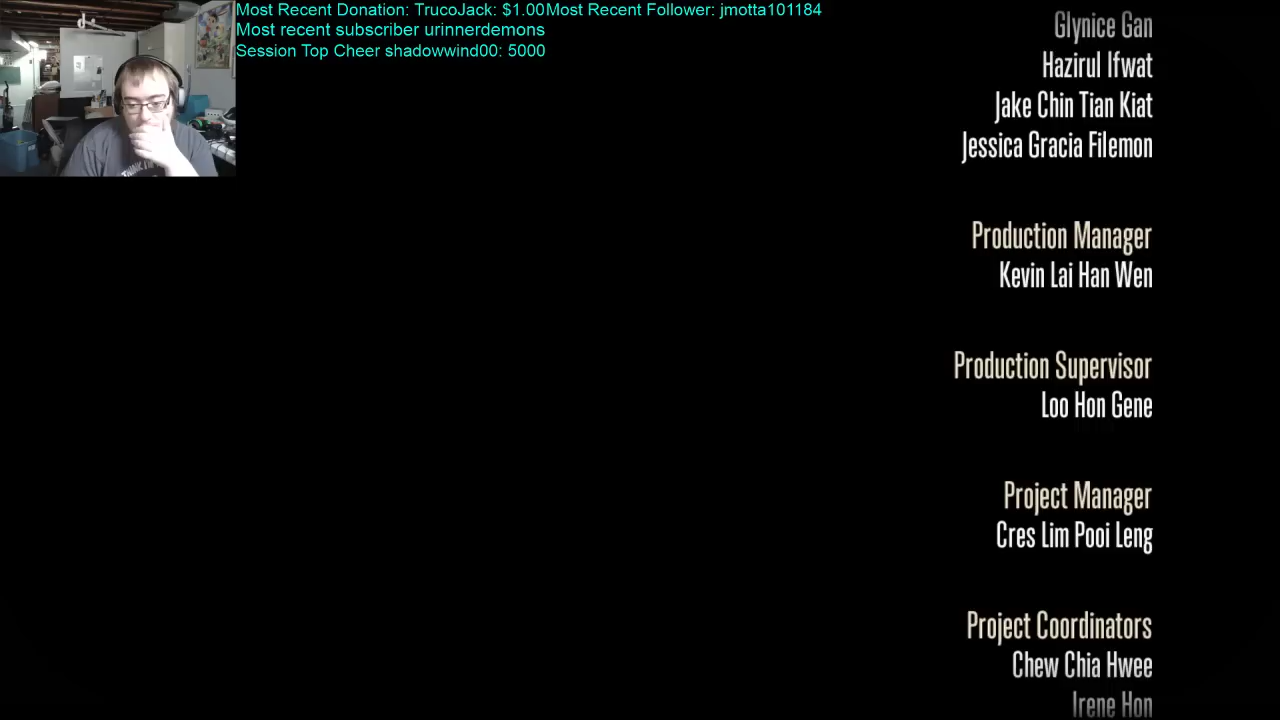 Most Recent Donation: TrucoJack: $1.00Most Recent Follower: jmotta101184
Most recent subscriber urinnerdemons
Session Top Cheer shadowwind00: 5000
Glynice Gan
Hazirul Ifwat
Jake Chin Tian Kiat
Jessica Gracia Filemon
Production Manager
Kevin Lai Han Wen
Production Supervisor
Loo Hon Gene
Project Manager
Cres Lim Pooi Leng
Project Coordinators
Chew Chia Hwee
Irene Hon